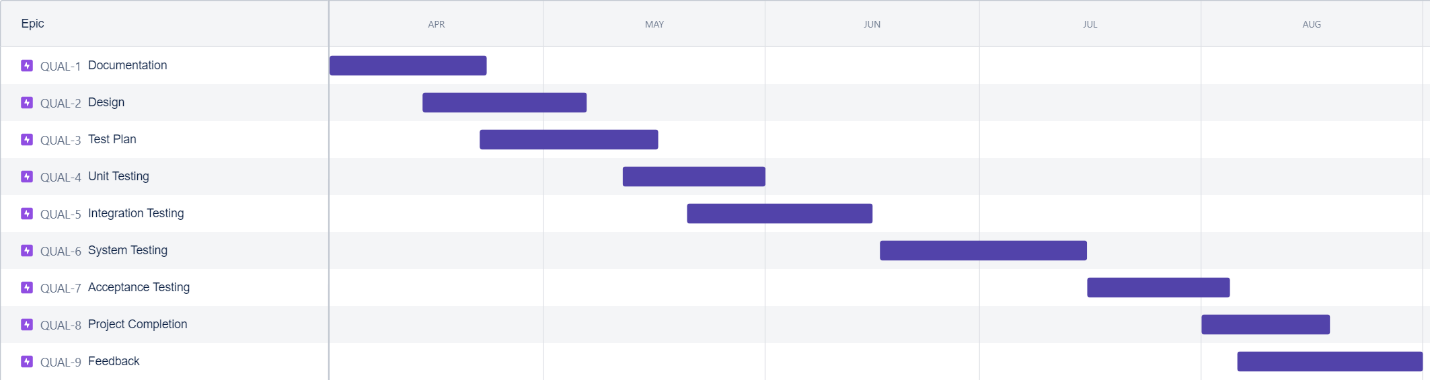 Epic APR MAY JUN JUL AUG
QUAL-1 Documentation
QUAL-2 Design
QUAL-3 Test Plan
QUAL-4 Unit Testing
QUAL-5 Integration Testing
QUAL-6 System Testing
QUAL-7 Acceptance Testing
QUAL-8 Project Completion
QUAL-9 Feedback